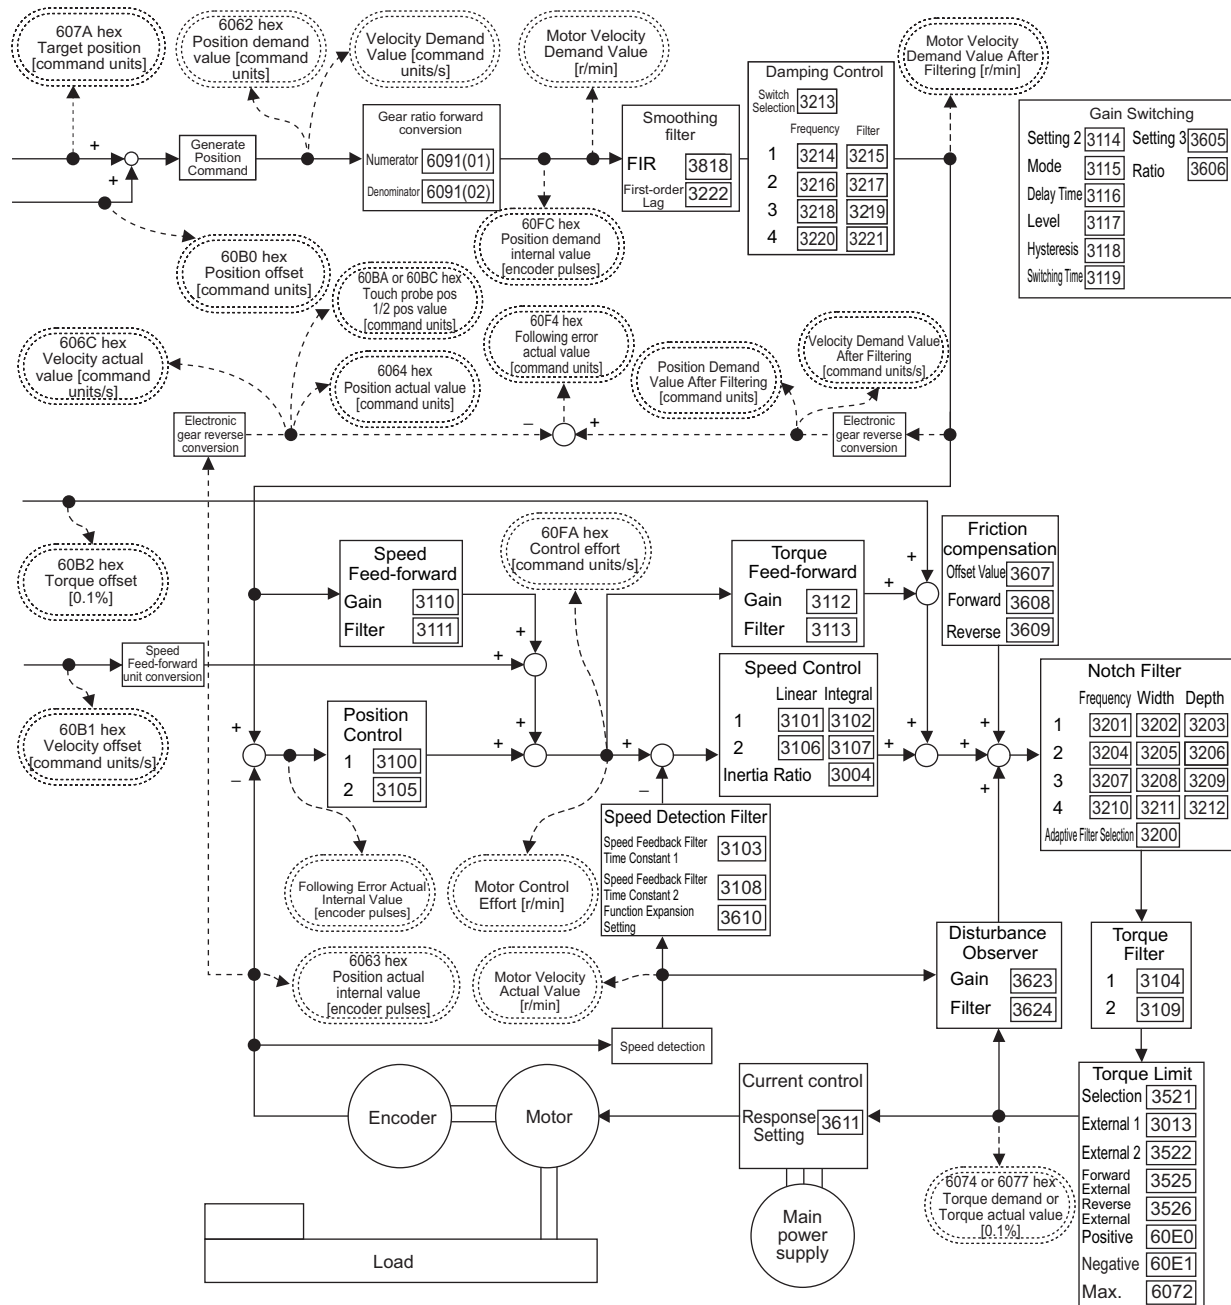 607A hex
Target position
[command units]
6062 hex
Position demand
value [command
units]
Velocity Demand
Value [command
units/s]
Motor Velocity
Demand Value
[r/min]
Motor Velocity
Demand Value After
Filtering [r/min]
+
+
Generate
Position
Command
Gear ratio forward
conversion
Numerator 6091(01)
Denominator 6091(02)
Smoothing
filter
FIR 3818
First-order
Lag 3222
Damping Control
Switch
Selection 3213
Frequency Filter
1 3214 3215
2 3216 3217
3 3218 3219
4 3220 3221
Gain Switching
Setting 2 3114 Setting 3 3605
Mode 3115 Ratio 3606
Delay Time 3116
Level 3117
Hysteresis 3118
Switching Time 3119
60B0 hex
Position offset
[command units]
60FC hex
Position demand
internal value
[encoder pulses]
60BA or 60BC hex
Touch probe pos
1/2 pos value
[command units]
606C hex
Velocity actual
value [command
units/s]
6064 hex
Position actual value
[command units]
60F4 hex
Following error
actual value
[command units]
Position Demand
Value After Filtering
[command units]
Velocity Demand Value
After Filtering
[command units/s]
Electronic
gear reverse
conversion
–
+
Electronic
gear reverse
conversion
60B2 hex
Torque offset
[0.1%]
Speed
Feed-forward
Gain 3110
Filter 3111
60FA hex
Control effort
[command units/s]
Torque
Feed-forward
Gain 3112
Filter 3113
+
+
Friction
compensation
Offset Value 3607
Forward 3608
Reverse 3609
Speed
Feed-forward
unit conversion
+
+
60B1 hex
Velocity offset
[command units/s]
+
–
Position
Control
1 3100
2 3105
+
+
+
–
Speed Control
Linear Integral
1 3101 3102
2 3106 3107
Inertia Ratio 3004
+
+
+
+
+
Notch Filter
Frequency Width Depth
1 3201 3202 3203
2 3204 3205 3206
3 3207 3208 3209
4 3210 3211 3212
Adaptive Filter Selection 3200
Following Error Actual
Internal Value
[encoder pulses]
Motor Control
Effort [r/min]
Speed Detection Filter
Speed Feedback Filter
Time Constant 1 3103
Speed Feedback Filter
Time Constant 2 3108
Function Expansion
Setting 3610
6063 hex
Position actual
internal value
[encoder pulses]
Motor Velocity
Actual Value
[r/min]
Disturbance
Observer
Gain 3623
Filter 3624
Torque
Filter
1 3104
2 3109
Speed detection
Encoder
Motor
Current control
Response
Setting 3611
Main
power
supply
Load
6074 or 6077 hex
Torque demand or
Torque actual value
[0.1%]
Torque Limit
Selection 3521
External 1 3013
External 2 3522
Forward
External 3525
Reverse
External 3526
Positive 60E0
Negative 60E1
Max. 6072